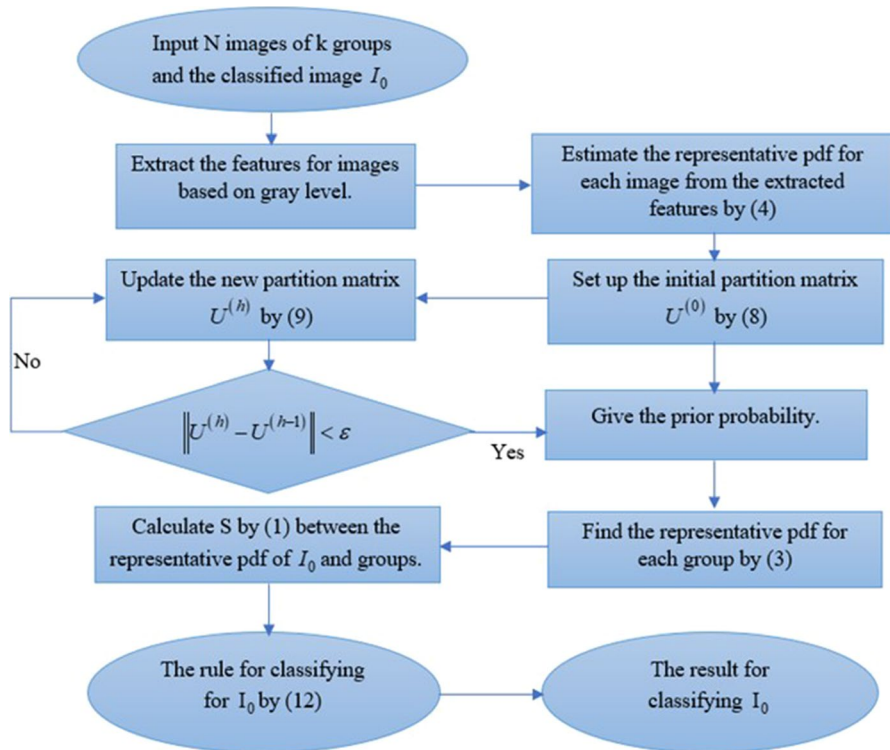 Input N images of k groups
and the classified image I₀
Extract the features for images
based on gray level.
Estimate the representative pdf for
each image from the extracted
features by (4)
Update the new partition matrix
U⁽ʰ⁾ by (9)
Set up the initial partition matrix
U⁽⁰⁾ by (8)
No
‖U⁽ʰ⁾ − U⁽ʰ⁻¹⁾‖ < ε
Yes
Give the prior probability.
Calculate S by (1) between the
representative pdf of I₀ and groups.
Find the representative pdf for
each group by (3)
The rule for classifying
for I₀ by (12)
The result for
classifying I₀